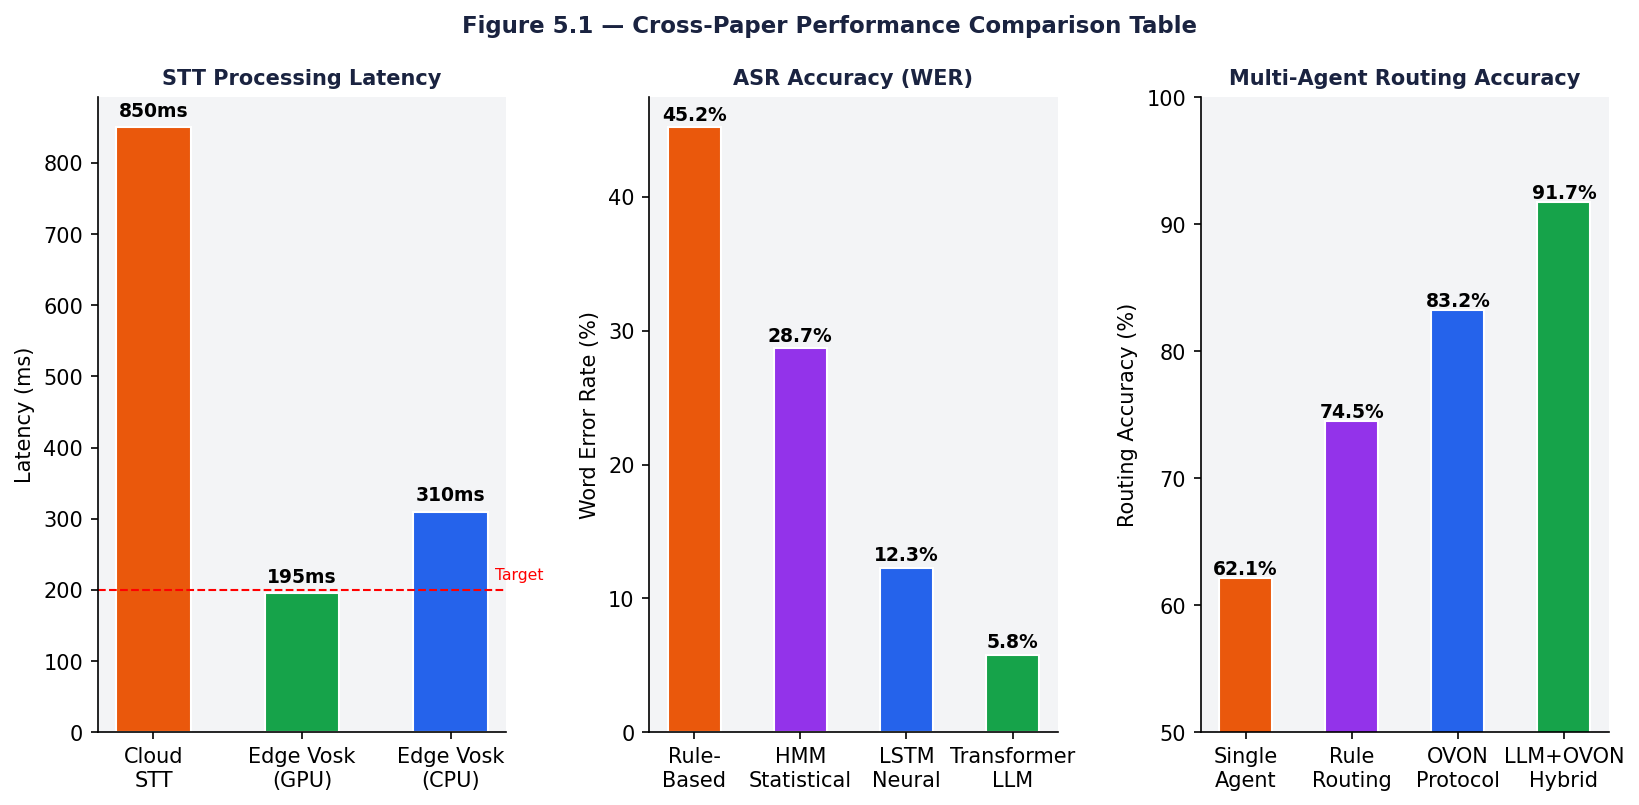 Figure 5.1 — Cross-Paper Performance Comparison Table
STT Processing Latency
Latency (ms)
800
700
600
500
400
300
200
100
0
850ms
195ms
310ms
Target
Cloud
STT
Edge Vosk
(GPU)
Edge Vosk
(CPU)
ASR Accuracy (WER)
Word Error Rate (%)
40
30
20
10
0
45.2%
28.7%
12.3%
5.8%
Rule-
Based
HMM
Statistical
LSTM
Neural
Transformer
LLM
Multi-Agent Routing Accuracy
Routing Accuracy (%)
100
90
80
70
60
50
62.1%
74.5%
83.2%
91.7%
Single
Agent
Rule
Routing
OVON
Protocol
LLM+OVON
Hybrid